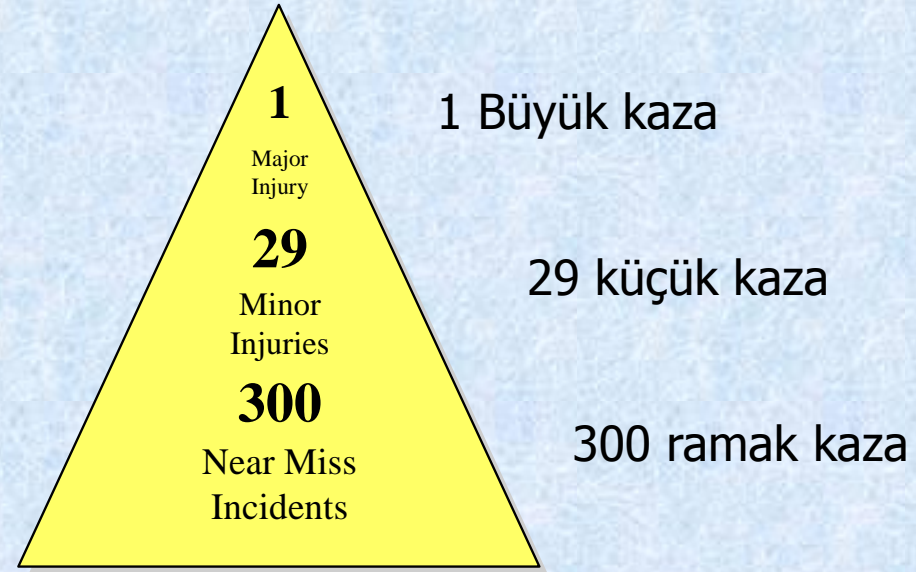 1
Major
Injury
1 Büyük kaza
29
Minor
Injuries
29 küçük kaza
300
Near Miss
Incidents
300 ramak kaza